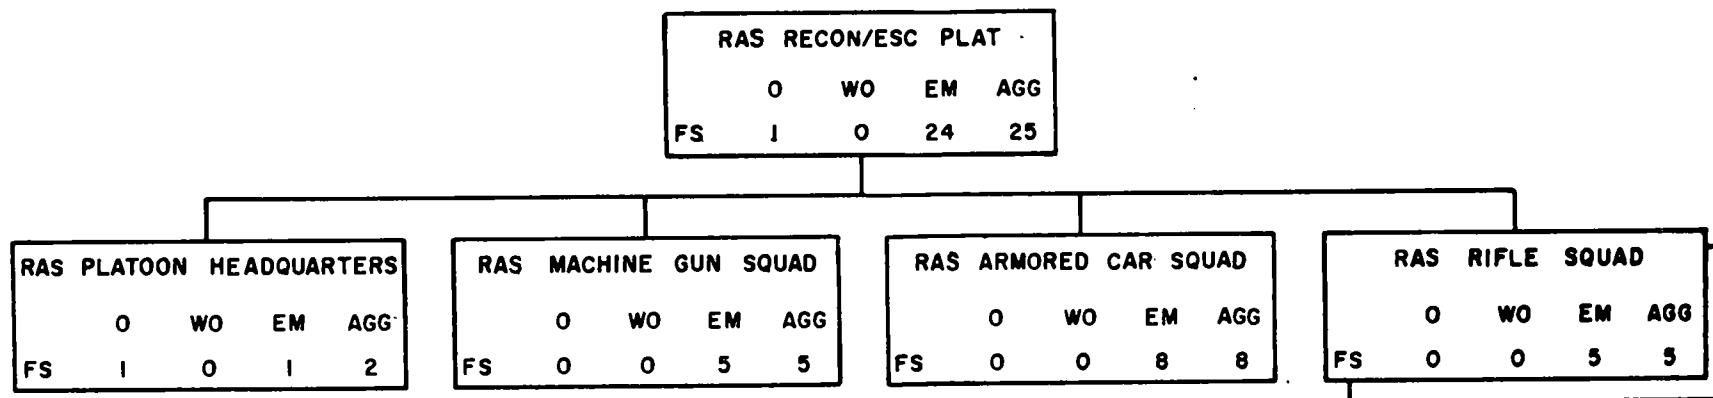 RAS RECON/ESC PLAT
O WO EM AGG
FS 1 0 24 25
RAS PLATOON HEADQUARTERS
O WO EM AGG
FS 1 0 1 2
RAS MACHINE GUN SQUAD
O WO EM AGG
FS 0 0 5 5
RAS ARMORED CAR SQUAD
O WO EM AGG
FS 0 0 8 8
RAS RIFLE SQUAD
O WO EM AGG
FS 0 0 5 5